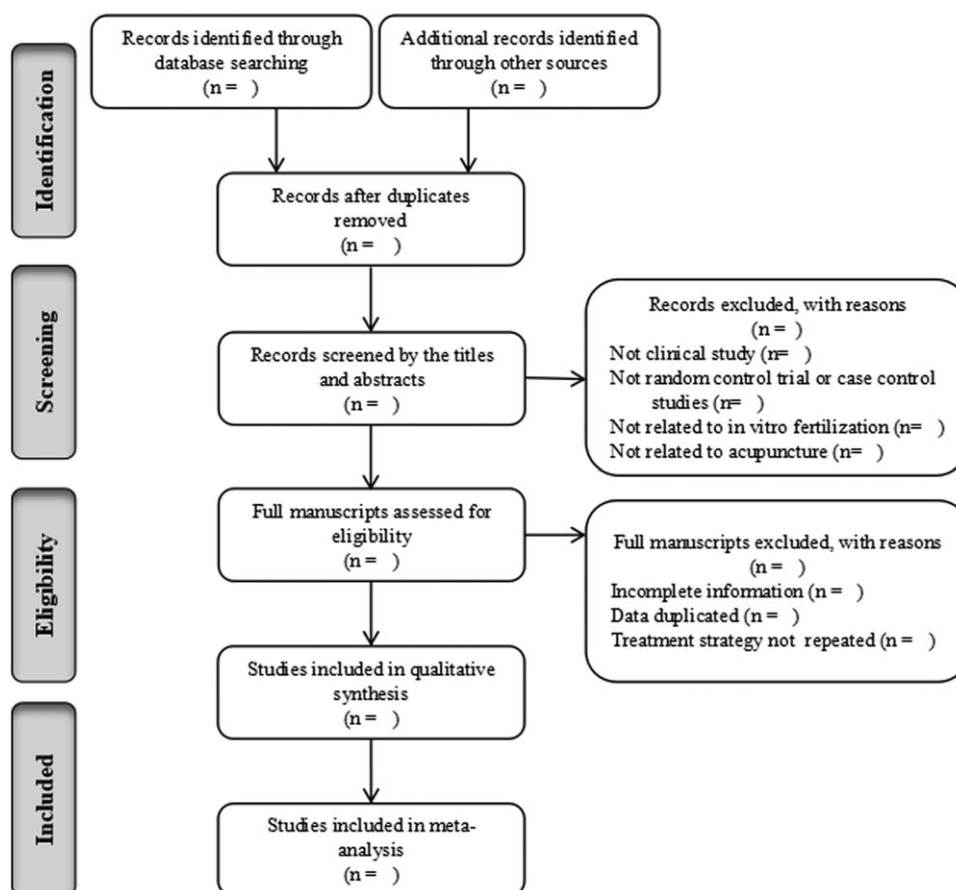 Identification
Records identified through
database searching
(n = )
Additional records identified
through other sources
(n = )
Records after duplicates
removed
(n = )
Screening
Records screened by the titles
and abstracts
(n = )
Records excluded, with reasons
(n = )
Not clinical study (n= )
Not random control trial or case control
studies (n= )
Not related to in vitro fertilization (n= )
Not related to acupuncture (n= )
Eligibility
Full manuscripts assessed for
eligibility
(n = )
Full manuscripts excluded, with reasons
(n = )
Incomplete information (n = )
Data duplicated (n = )
Treatment strategy not repeated (n = )
Studies included in qualitative
synthesis
(n = )
Included
Studies included in meta-
analysis
(n = )